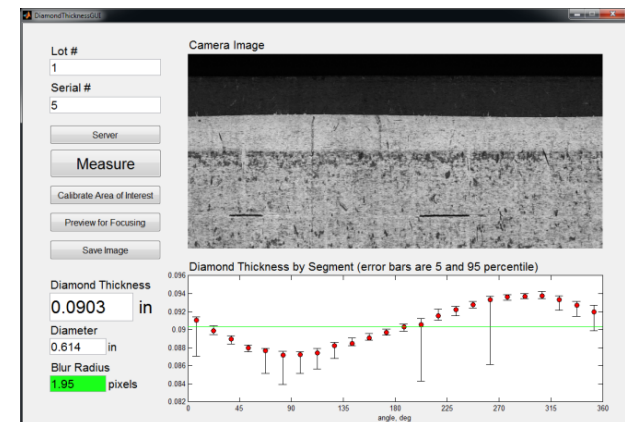 DiamondThicknessGUI
Lot #
1
Serial #
5
Server
Measure
Calibrate Area of Interest
Preview for Focusing
Save Image
Diamond Thickness
0.0903 in
Diameter
0.614 in
Blur Radius
1.95 pixels
Camera Image
Diamond Thickness by Segment (error bars are 5 and 95 percentile)
0.096
0.094
0.092
0.09
0.088
0.086
0.084
0.082
0 45 90 135 180 225 270 315 360
angle, deg